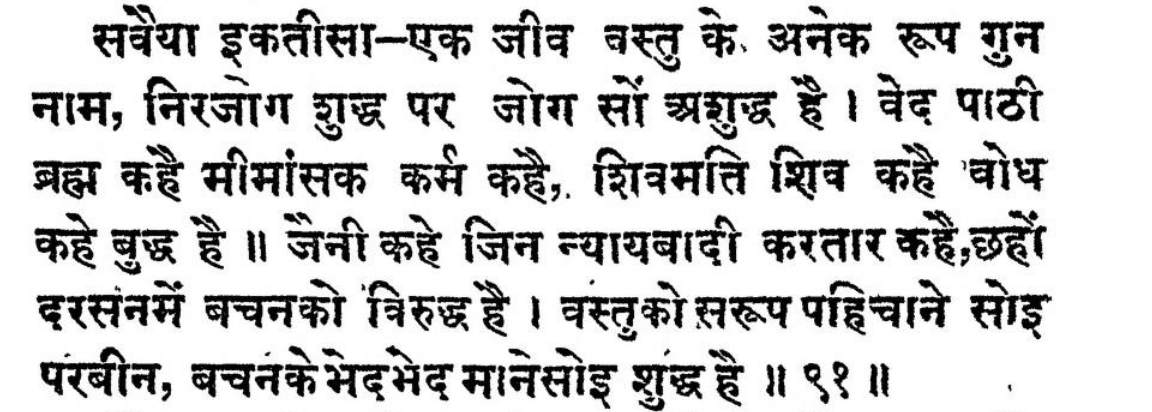 सवैया इकतीसा—एक जीव वस्तु के अनेक रूप गुन
नाम, निरजोग शुद्ध पर जोग सों अशुद्ध है । वेद पाठी
ब्रह्म कहै मीमांसक कर्म कहै, शिवमति शिव कहै वोध
कहे बुद्ध है ॥ जैनी कहे जिन न्यायबादी करतार कहै,छहों
दरसनमें बचनको विरुद्ध है । वस्तुको सरूप पहिचाने सोइ
परबीन, बचनके भेदभेद मानेसोइ शुद्ध है ॥ ९१ ॥